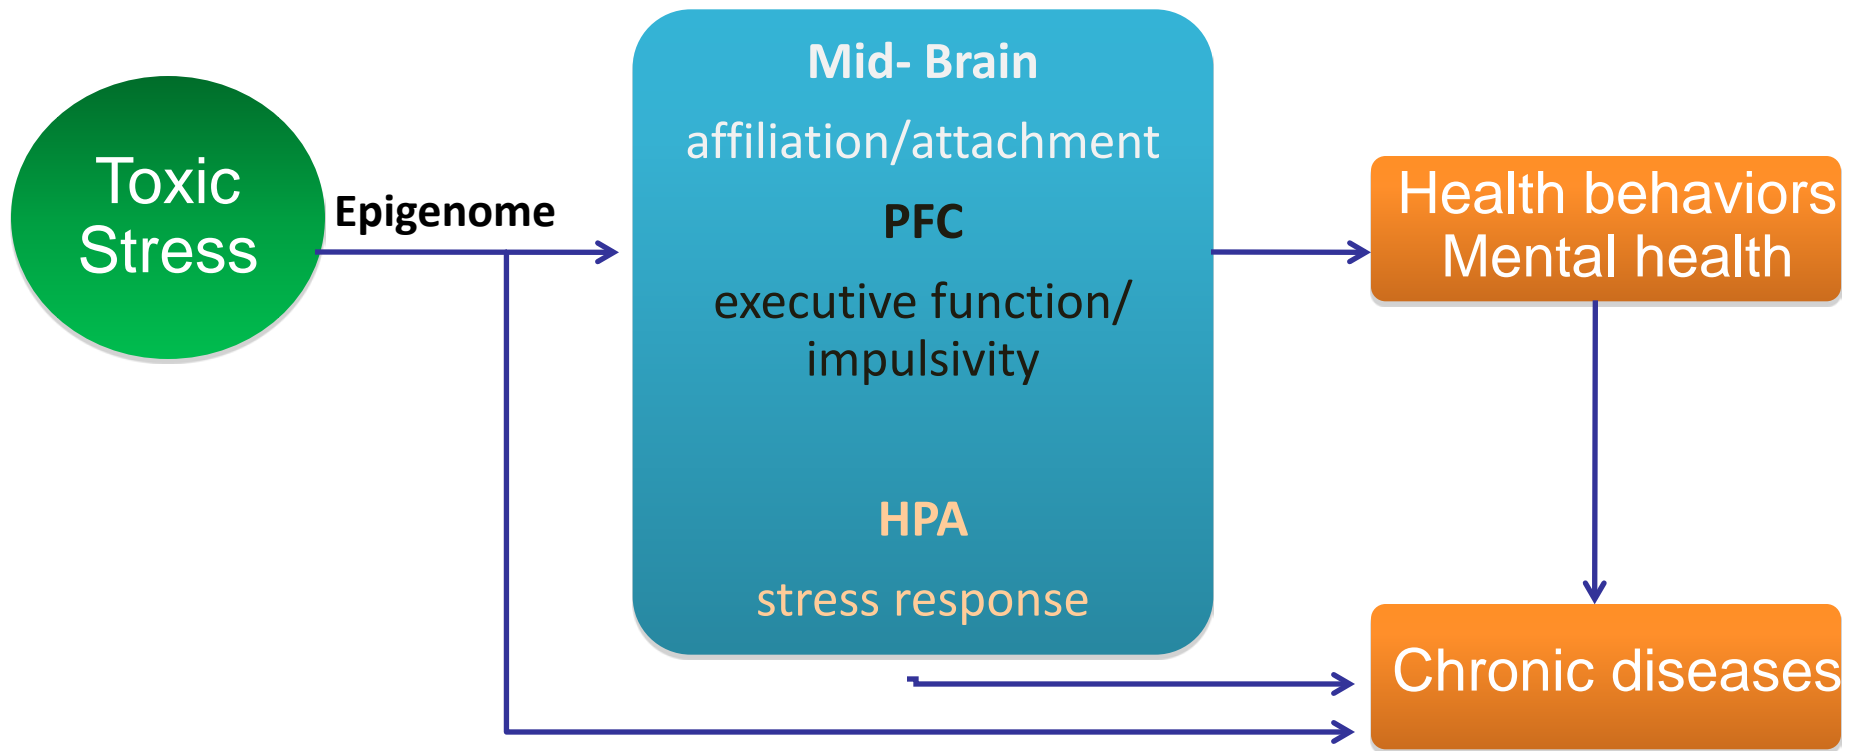 Toxic
Stress
Epigenome
Mid- Brain
affiliation/attachment
PFC
executive function/
impulsivity
HPA
stress response
Health behaviors
Mental health
Chronic diseases